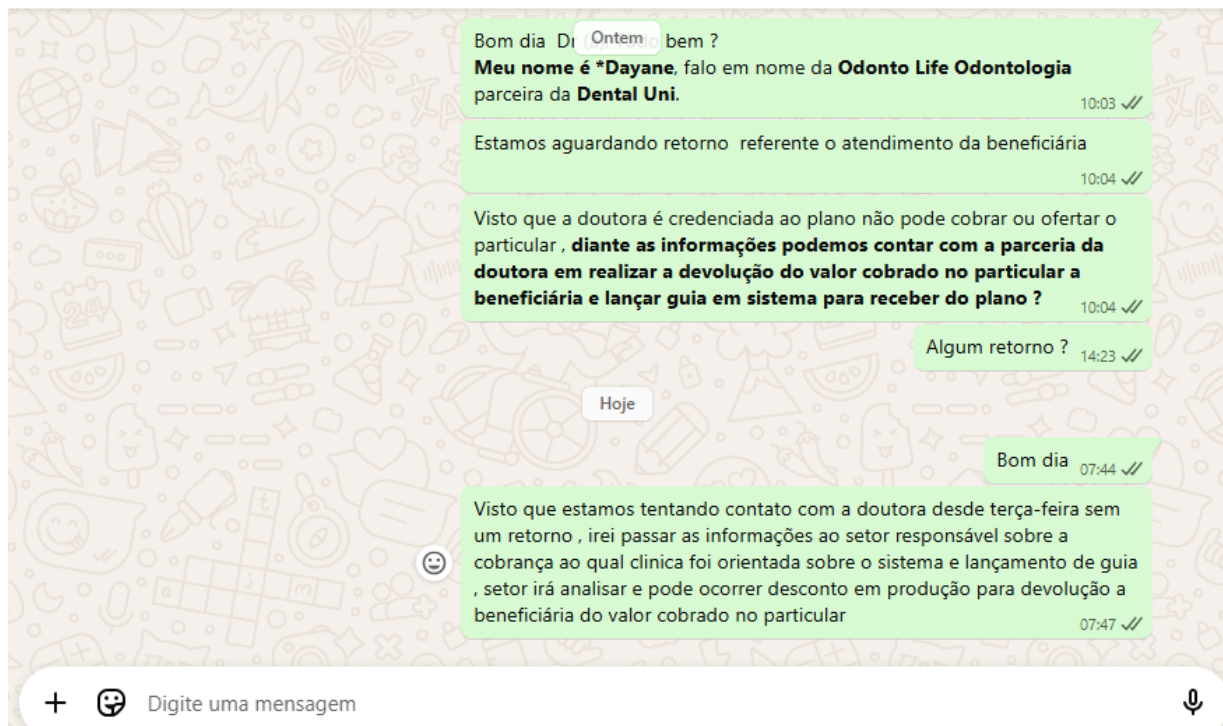 Ontem
Bom dia Dr bem ?
Meu nome é *Dayane, falo em nome da Odonto Life Odontologia
parceira da Dental Uni.
10:03
Estamos aguardando retorno referente o atendimento da beneficiária
10:04
Visto que a doutora é credenciada ao plano não pode cobrar ou ofertar o
particular , diante as informações podemos contar com a parceria da
doutora em realizar a devolução do valor cobrado no particular a
beneficiária e lançar guia em sistema para receber do plano ?
10:04
Algum retorno ? 14:23
Hoje
Bom dia 07:44
Visto que estamos tentando contato com a doutora desde terça-feira sem
um retorno , irei passar as informações ao setor responsável sobre a
cobrança ao qual clinica foi orientada sobre o sistema e lançamento de guia
, setor irá analisar e pode ocorrer desconto em produção para devolução a
beneficiária do valor cobrado no particular
07:47
Digite uma mensagem